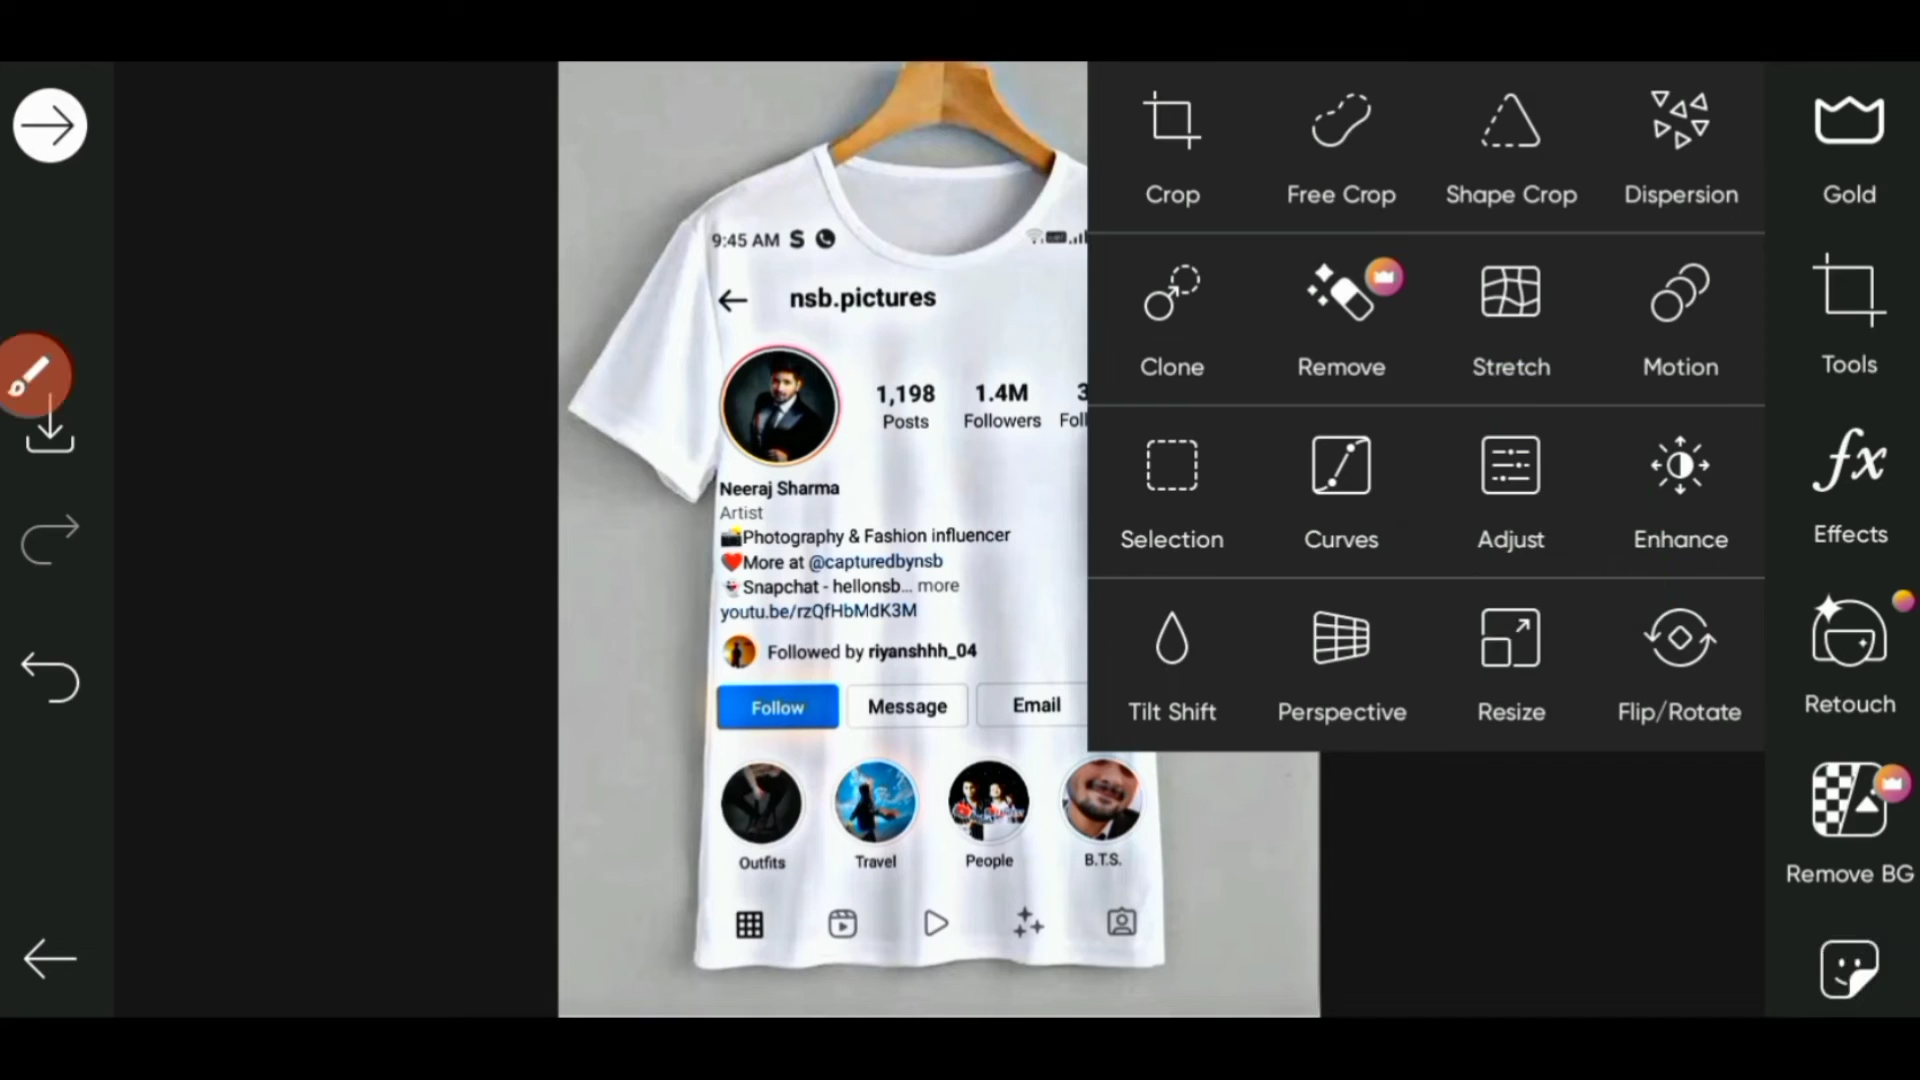 Crop
Free Crop
Shape Crop
Dispersion
Gold
9:45 AM
nsb.pictures
Clone
Remove
Stretch
Motion
Tools
1,198
1.4M
3
Posts
Followers
Foll
Neeraj Sharma
Artist
📸Photography & Fashion influencer
❤️More at @capturedbynsb
👻Snapchat - hellonsb... more
youtu.be/rzQfHbMdK3M
Followed by riyanshhh_04
Follow
Message
Email
Selection
Curves
Adjust
Enhance
Effects
Tilt Shift
Perspective
Resize
Flip/Rotate
Retouch
Outfits
Travel
People
B.T.S.
Remove BG